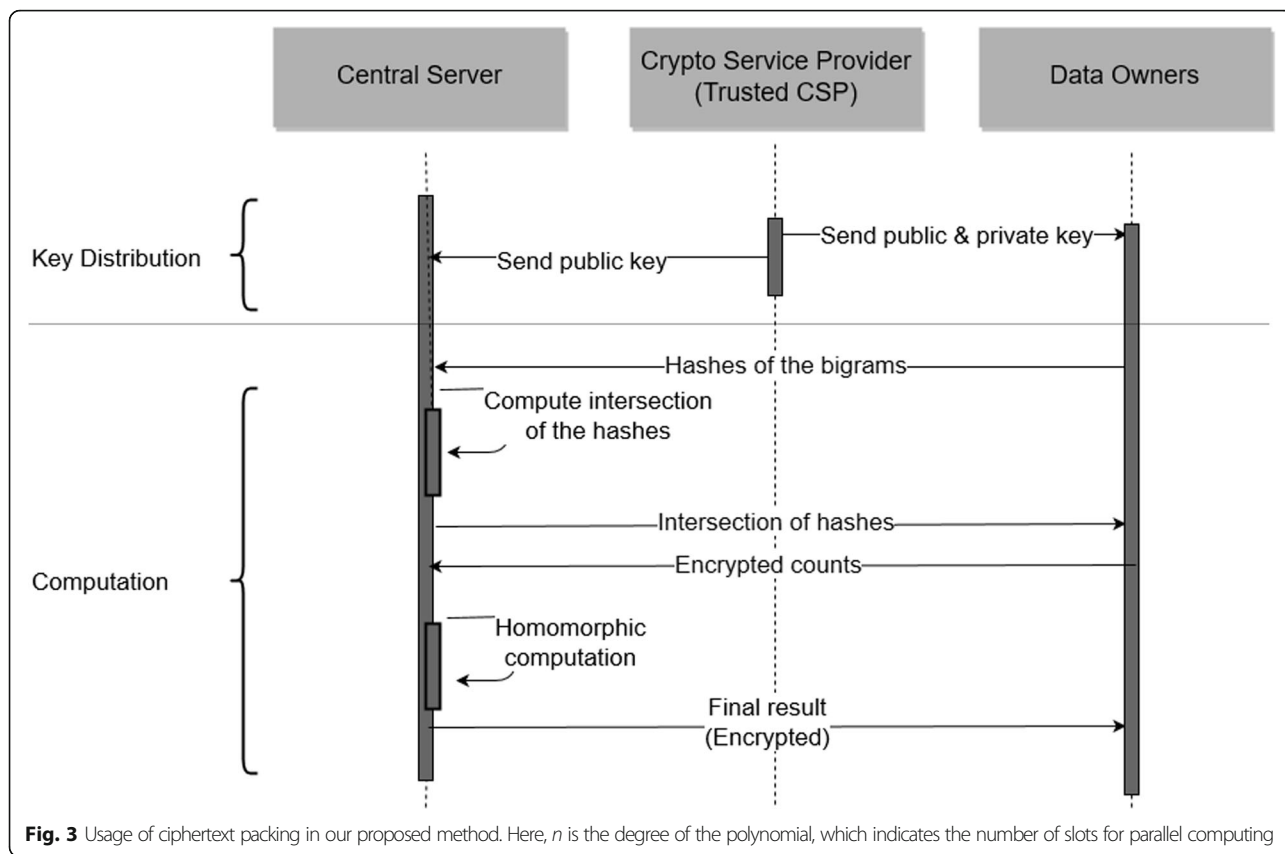 Central Server
Crypto Service Provider
(Trusted CSP)
Data Owners
Key Distribution
Send public & private key
Send public key
Hashes of the bigrams
Compute intersection
of the hashes
Intersection of hashes
Encrypted counts
Computation
Homomorphic
computation
Final result
(Encrypted)
Fig. 3 Usage of ciphertext packing in our proposed method. Here, n is the degree of the polynomial, which indicates the number of slots for parallel computing